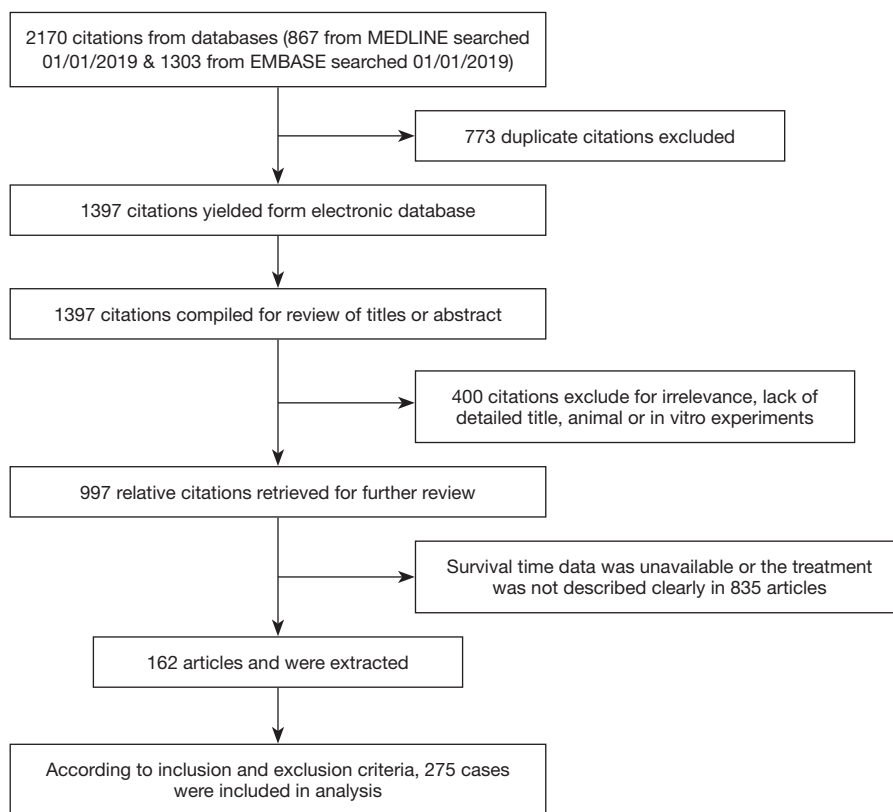 2170 citations from databases (867 from MEDLINE searched
01/01/2019 & 1303 from EMBASE searched 01/01/2019)
773 duplicate citations excluded
1397 citations yielded form electronic database
1397 citations compiled for review of titles or abstract
400 citations exclude for irrelevance, lack of
detailed title, animal or in vitro experiments
997 relative citations retrieved for further review
Survival time data was unavailable or the treatment
was not described clearly in 835 articles
162 articles and were extracted
According to inclusion and exclusion criteria, 275 cases
were included in analysis